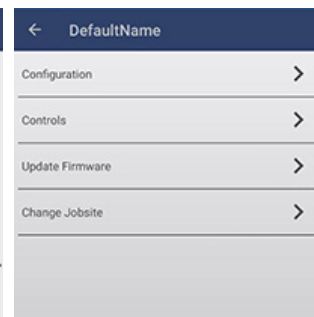 DefaultName
Configuration
Controls
Update Firmware
Change Jobsite